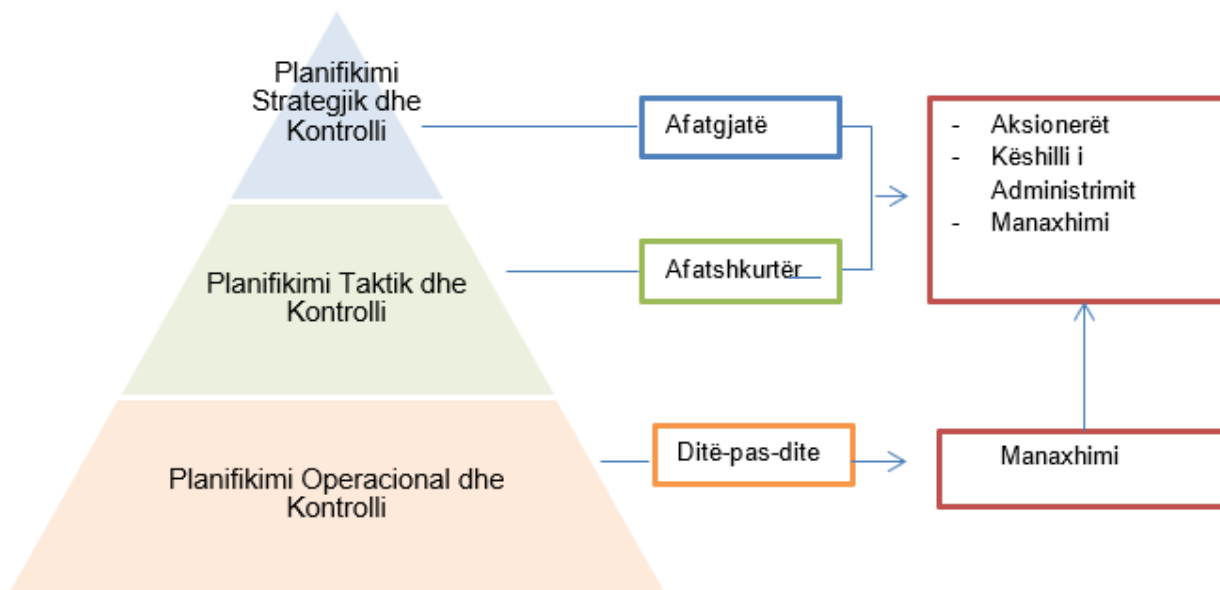 Planifikimi
Strategjik dhe
Kontrolli
Afatgjatë
- Aksionerët
- Këshilli i
Administrimit
- Manaxhimi
Planifikimi Taktik dhe
Kontrolli
Afatshkurtër
Planifikimi Operacional dhe
Kontrolli
Ditë-pas-dite
Manaxhimi